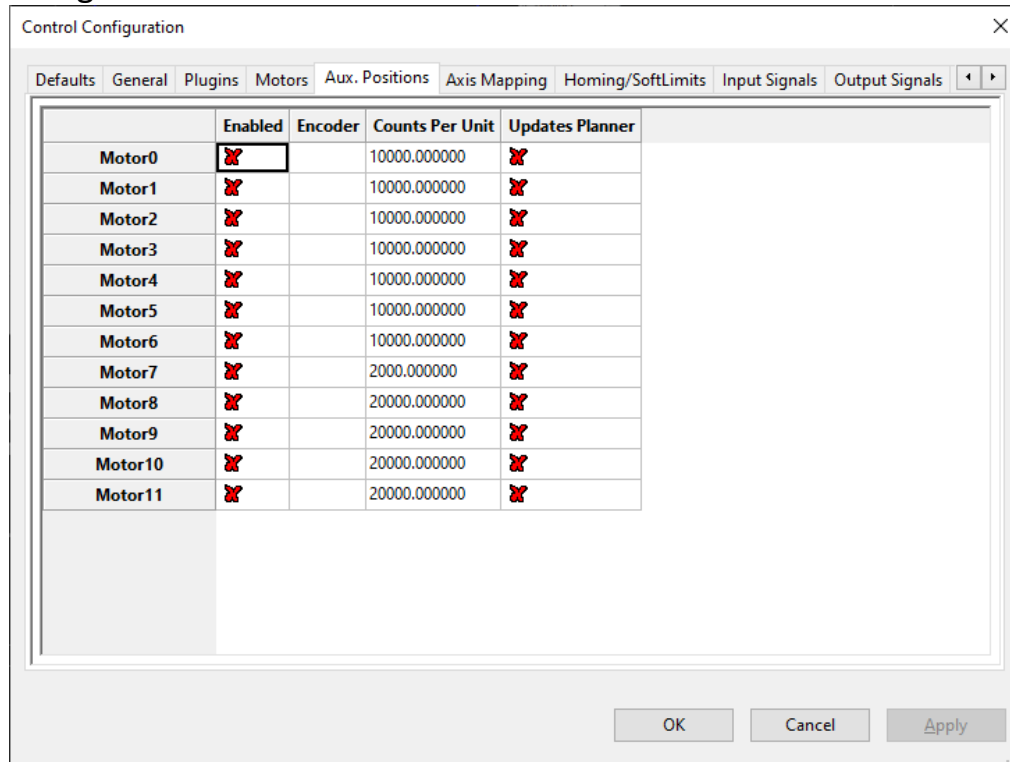 Control Configuration
Defaults General Plugins Motors Aux. Positions Axis Mapping Homing/SoftLimits Input Signals Output Signals
Enabled Encoder Counts Per Unit Updates Planner
Motor0 10000.000000
Motor1 10000.000000
Motor2 10000.000000
Motor3 10000.000000
Motor4 10000.000000
Motor5 10000.000000
Motor6 10000.000000
Motor7 2000.000000
Motor8 20000.000000
Motor9 20000.000000
Motor10 20000.000000
Motor11 20000.000000
OK Cancel Apply